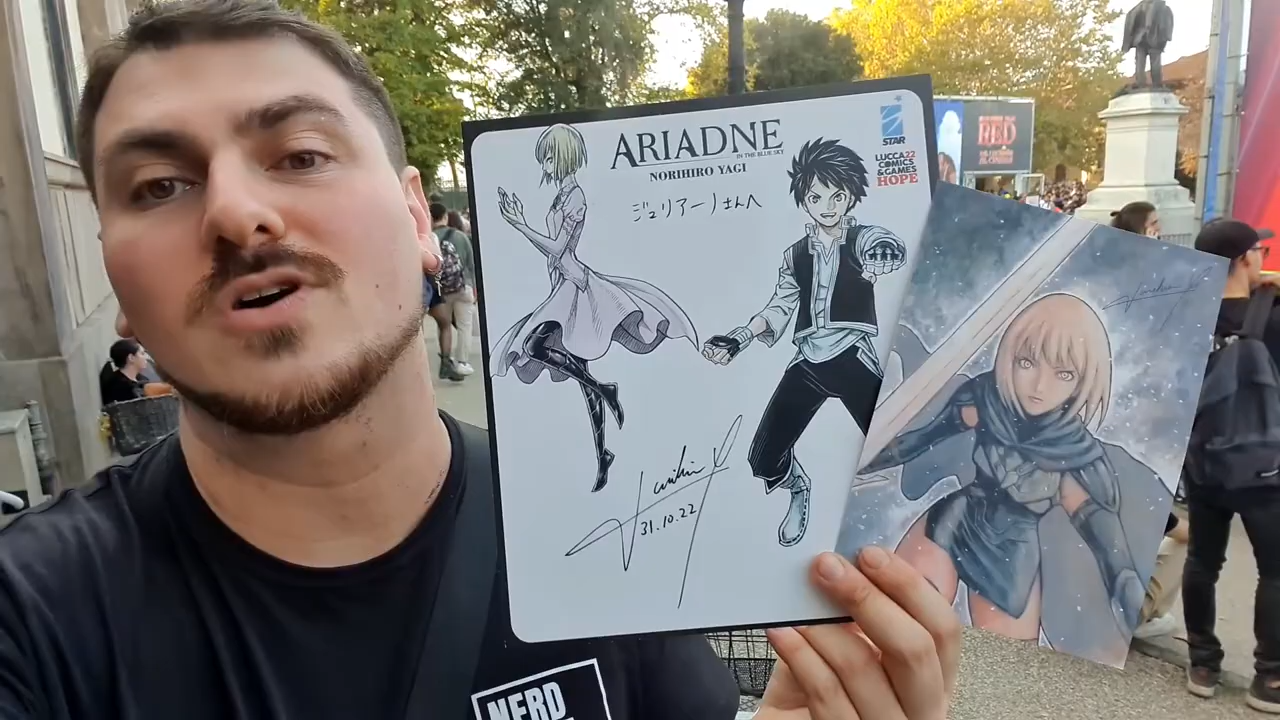 ARIADNE
IN THE BLUE SKY
NORIHIRO YAGI
ジュリアーノさんへ
STAR
LUCCA22
COMICS
&GAMES
HOPE
31.10.22
RED
NERD